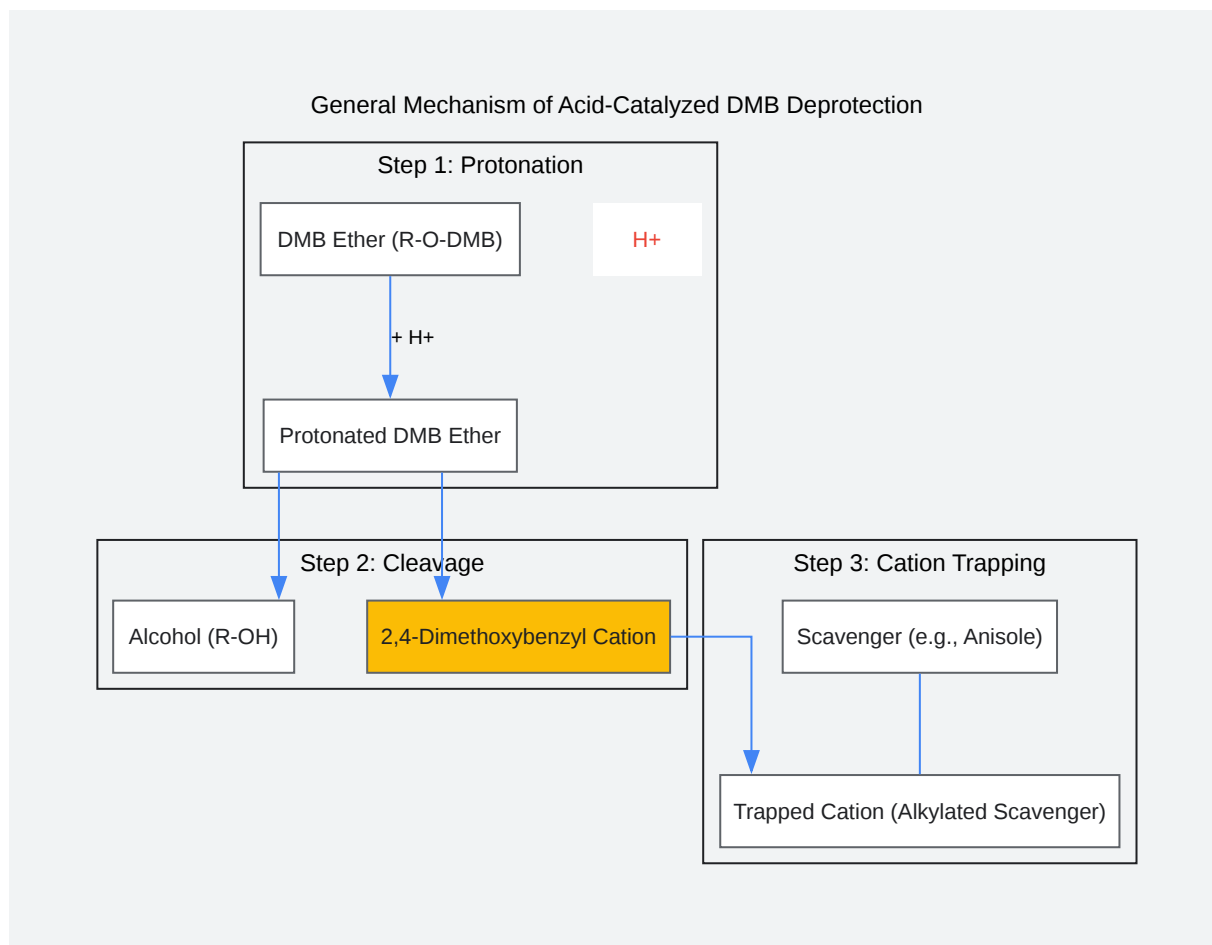 General Mechanism of Acid-Catalyzed DMB Deprotection
Step 1: Protonation
DMB Ether (R-O-DMB)
H+
+ H+
Protonated DMB Ether
Step 2: Cleavage
Alcohol (R-OH)
2,4-Dimethoxybenzyl Cation
Step 3: Cation Trapping
Scavenger (e.g., Anisole)
Trapped Cation (Alkylated Scavenger)